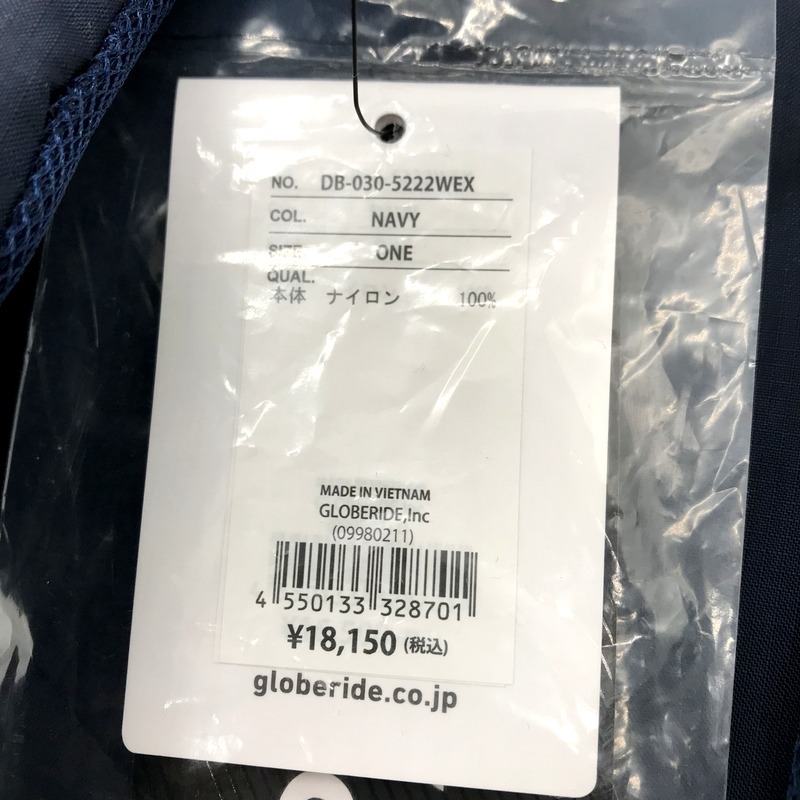 NO. DB-030-5222WEX
COL. NAVY
SIZE ONE
QUAL.
本体 ナイロン 100%
MADE IN VIETNAM
GLOBERIDE,Inc
(09980211)
4 550133 328701
¥18,150 (税込)
globeride.co.jp